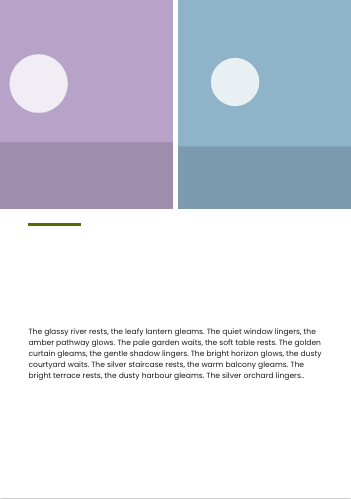 The glassy river rests, the leafy lantern gleams. The quiet window lingers, the
amber pathway glows. The pale garden waits, the soft table rests. The golden
curtain gleams, the gentle shadow lingers. The bright horizon glows, the dusty
courtyard waits. The silver staircase rests, the warm balcony gleams. The
bright terrace rests, the dusty harbour gleams. The silver orchard lingers..